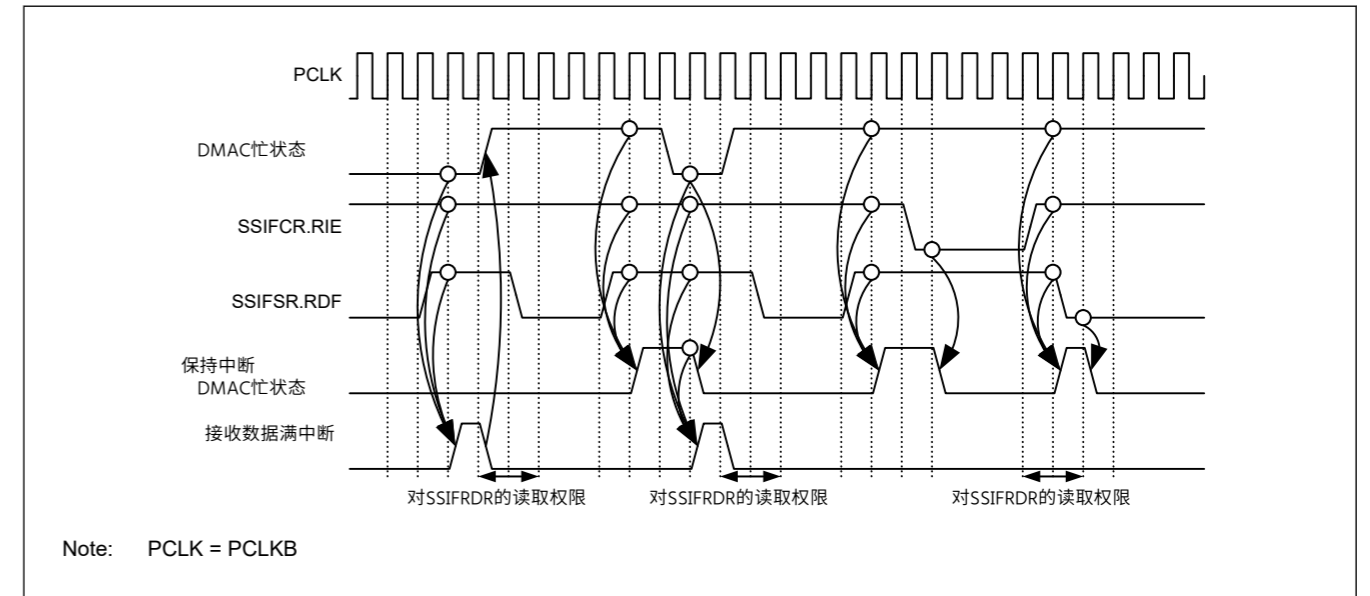 PCLK
DMAC忙状态
SSIFCR.RIE
SSIFSR.RDF
保持中断
DMAC忙状态
接收数据满中断
对SSIFRDR的读取权限 对SSIFRDR的读取权限 对SSIFRDR的读取权限
Note: PCLK = PCLKB